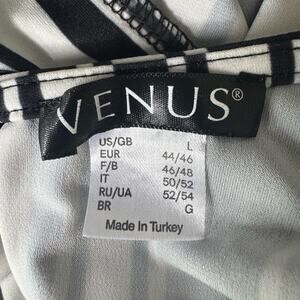 VENUS®
US/GB L
EUR 44/46
F/B 46/48
IT 50/52
RU/UA 52/54
BR G
Made In Turkey